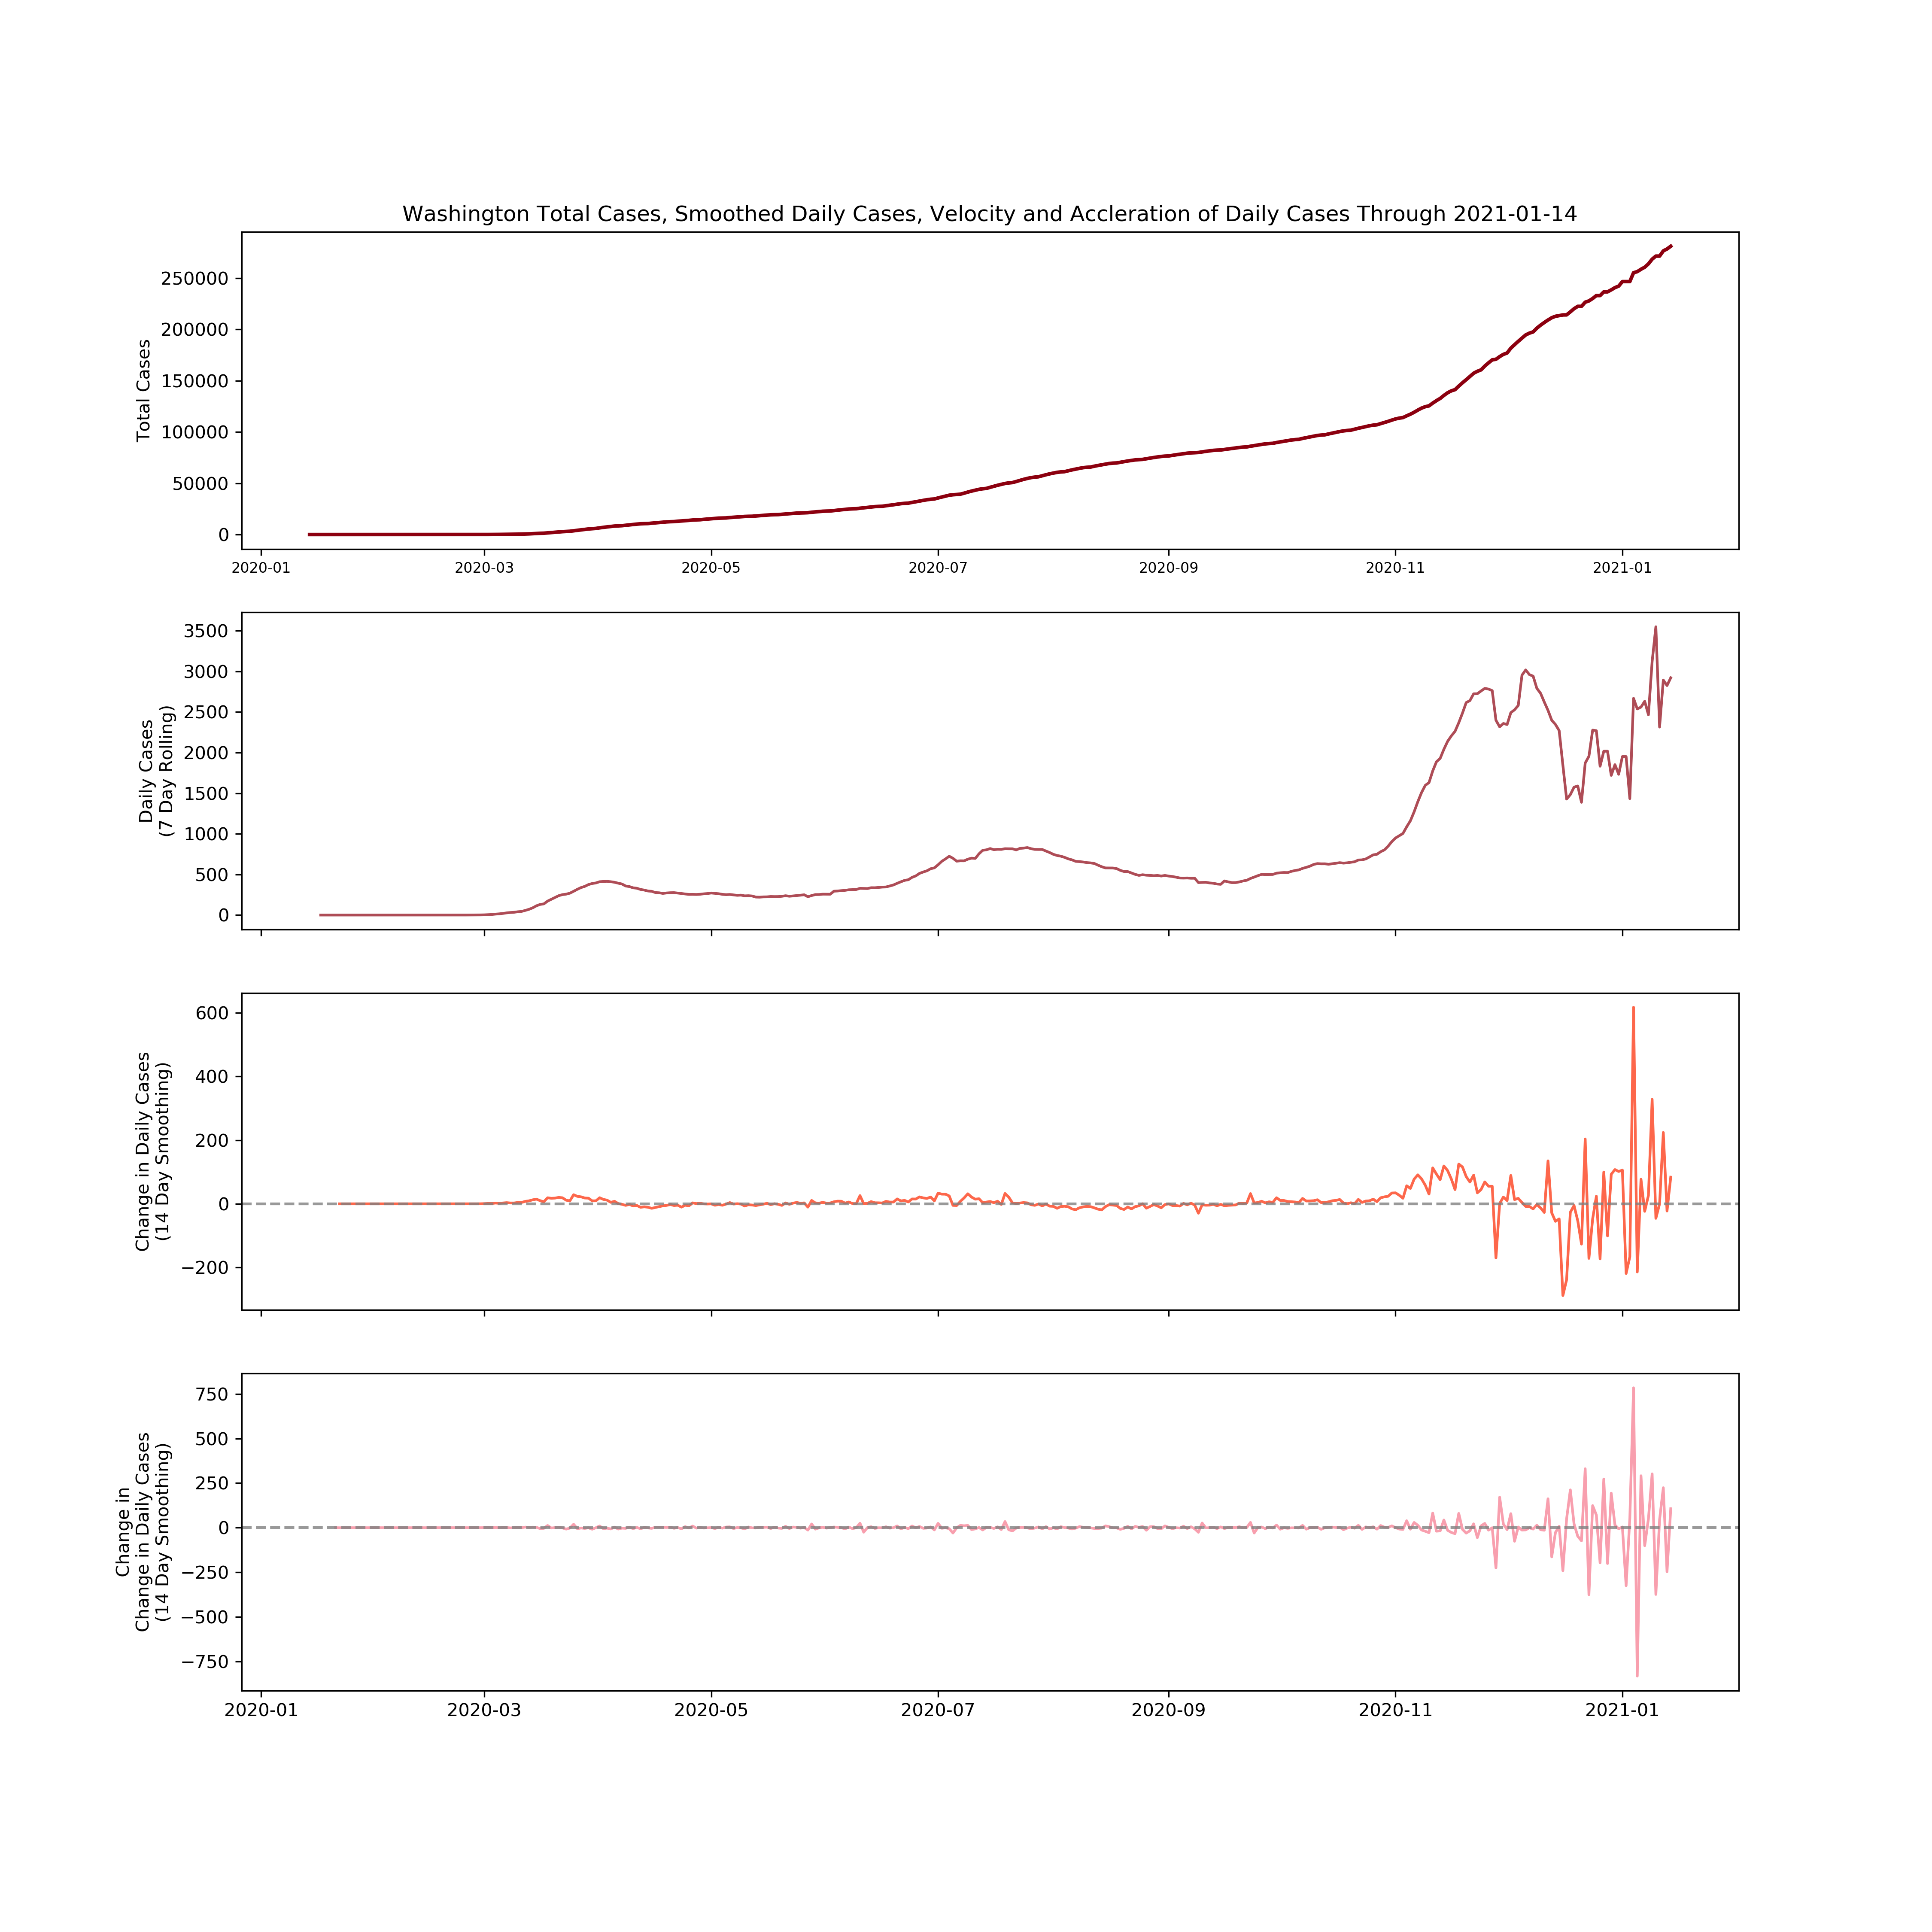 Washington Total Cases, Smoothed Daily Cases, Velocity and Accleration of Daily Cases Through 2021-01-14
Total Cases
250000
200000
150000
100000
50000
0
2020-01 2020-03 2020-05 2020-07 2020-09 2020-11 2021-01
Daily Cases
(7 Day Rolling)
3500
3000
2500
2000
1500
1000
500
0
Change in Daily Cases
(14 Day Smoothing)
600
400
200
0
−200
Change in
Change in Daily Cases
(14 Day Smoothing)
750
500
250
0
−250
−500
−750
2020-01 2020-03 2020-05 2020-07 2020-09 2020-11 2021-01